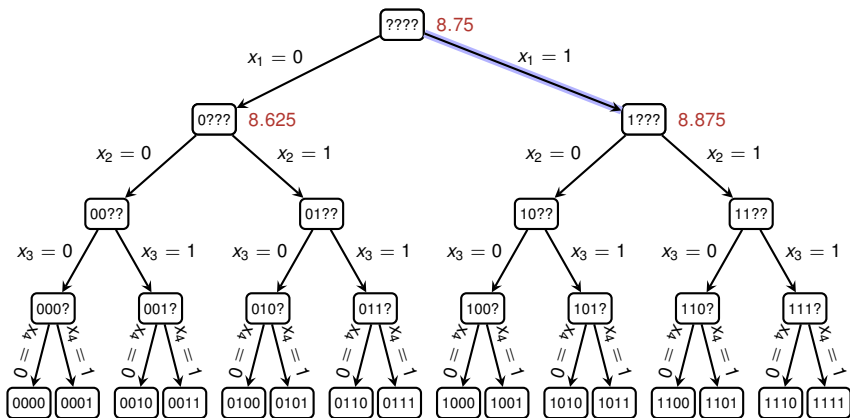 ???? 8.75
x₁ = 0 x₁ = 1
0??? 8.625 1??? 8.875
x₂ = 0 x₂ = 1 x₂ = 0 x₂ = 1
00?? 01?? 10?? 11??
x₃ = 0 x₃ = 1 x₃ = 0 x₃ = 1 x₃ = 0 x₃ = 1 x₃ = 0 x₃ = 1
000? 001? 010? 011? 100? 101? 110? 111?
x₄ = 0 x₄ = 1 x₄ = 0 x₄ = 1 x₄ = 0 x₄ = 1 x₄ = 0 x₄ = 1 x₄ = 0 x₄ = 1 x₄ = 0 x₄ = 1 x₄ = 0 x₄ = 1 x₄ = 0 x₄ = 1
0000 0001 0010 0011 0100 0101 0110 0111 1000 1001 1010 1011 1100 1101 1110 1111